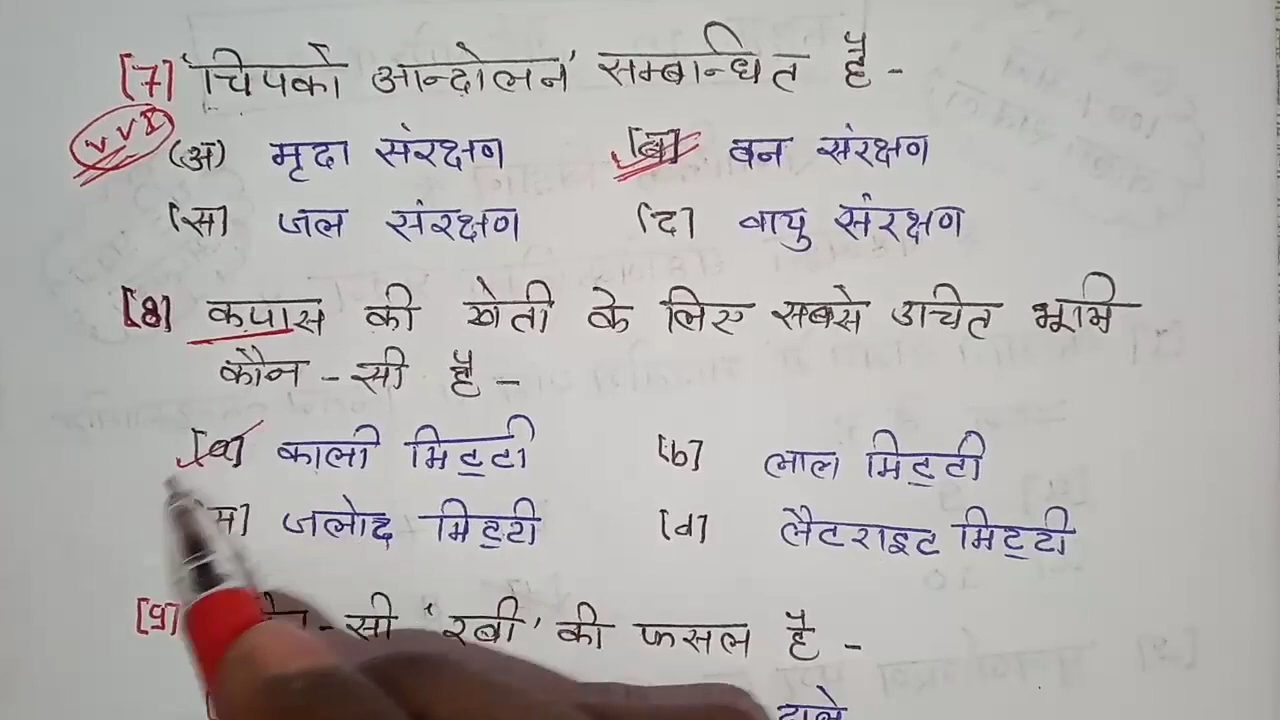 [7] 'चिपको आन्दोलन' सम्बान्धित है -
VVI
(अ) मृदा संरक्षण [ब] वन संरक्षण
[स] जल संरक्षण [द] वायु संरक्षण
[8] कपास की खेती के लिए सबसे उचित भूमि
कौन - सी है -
[a] काली मिट्टी [b] लाल मिट्टी
स] जलोढ मिट्टी [d] लैटराइट मिट्टी
[9] - सी 'रबी' की फसल है -